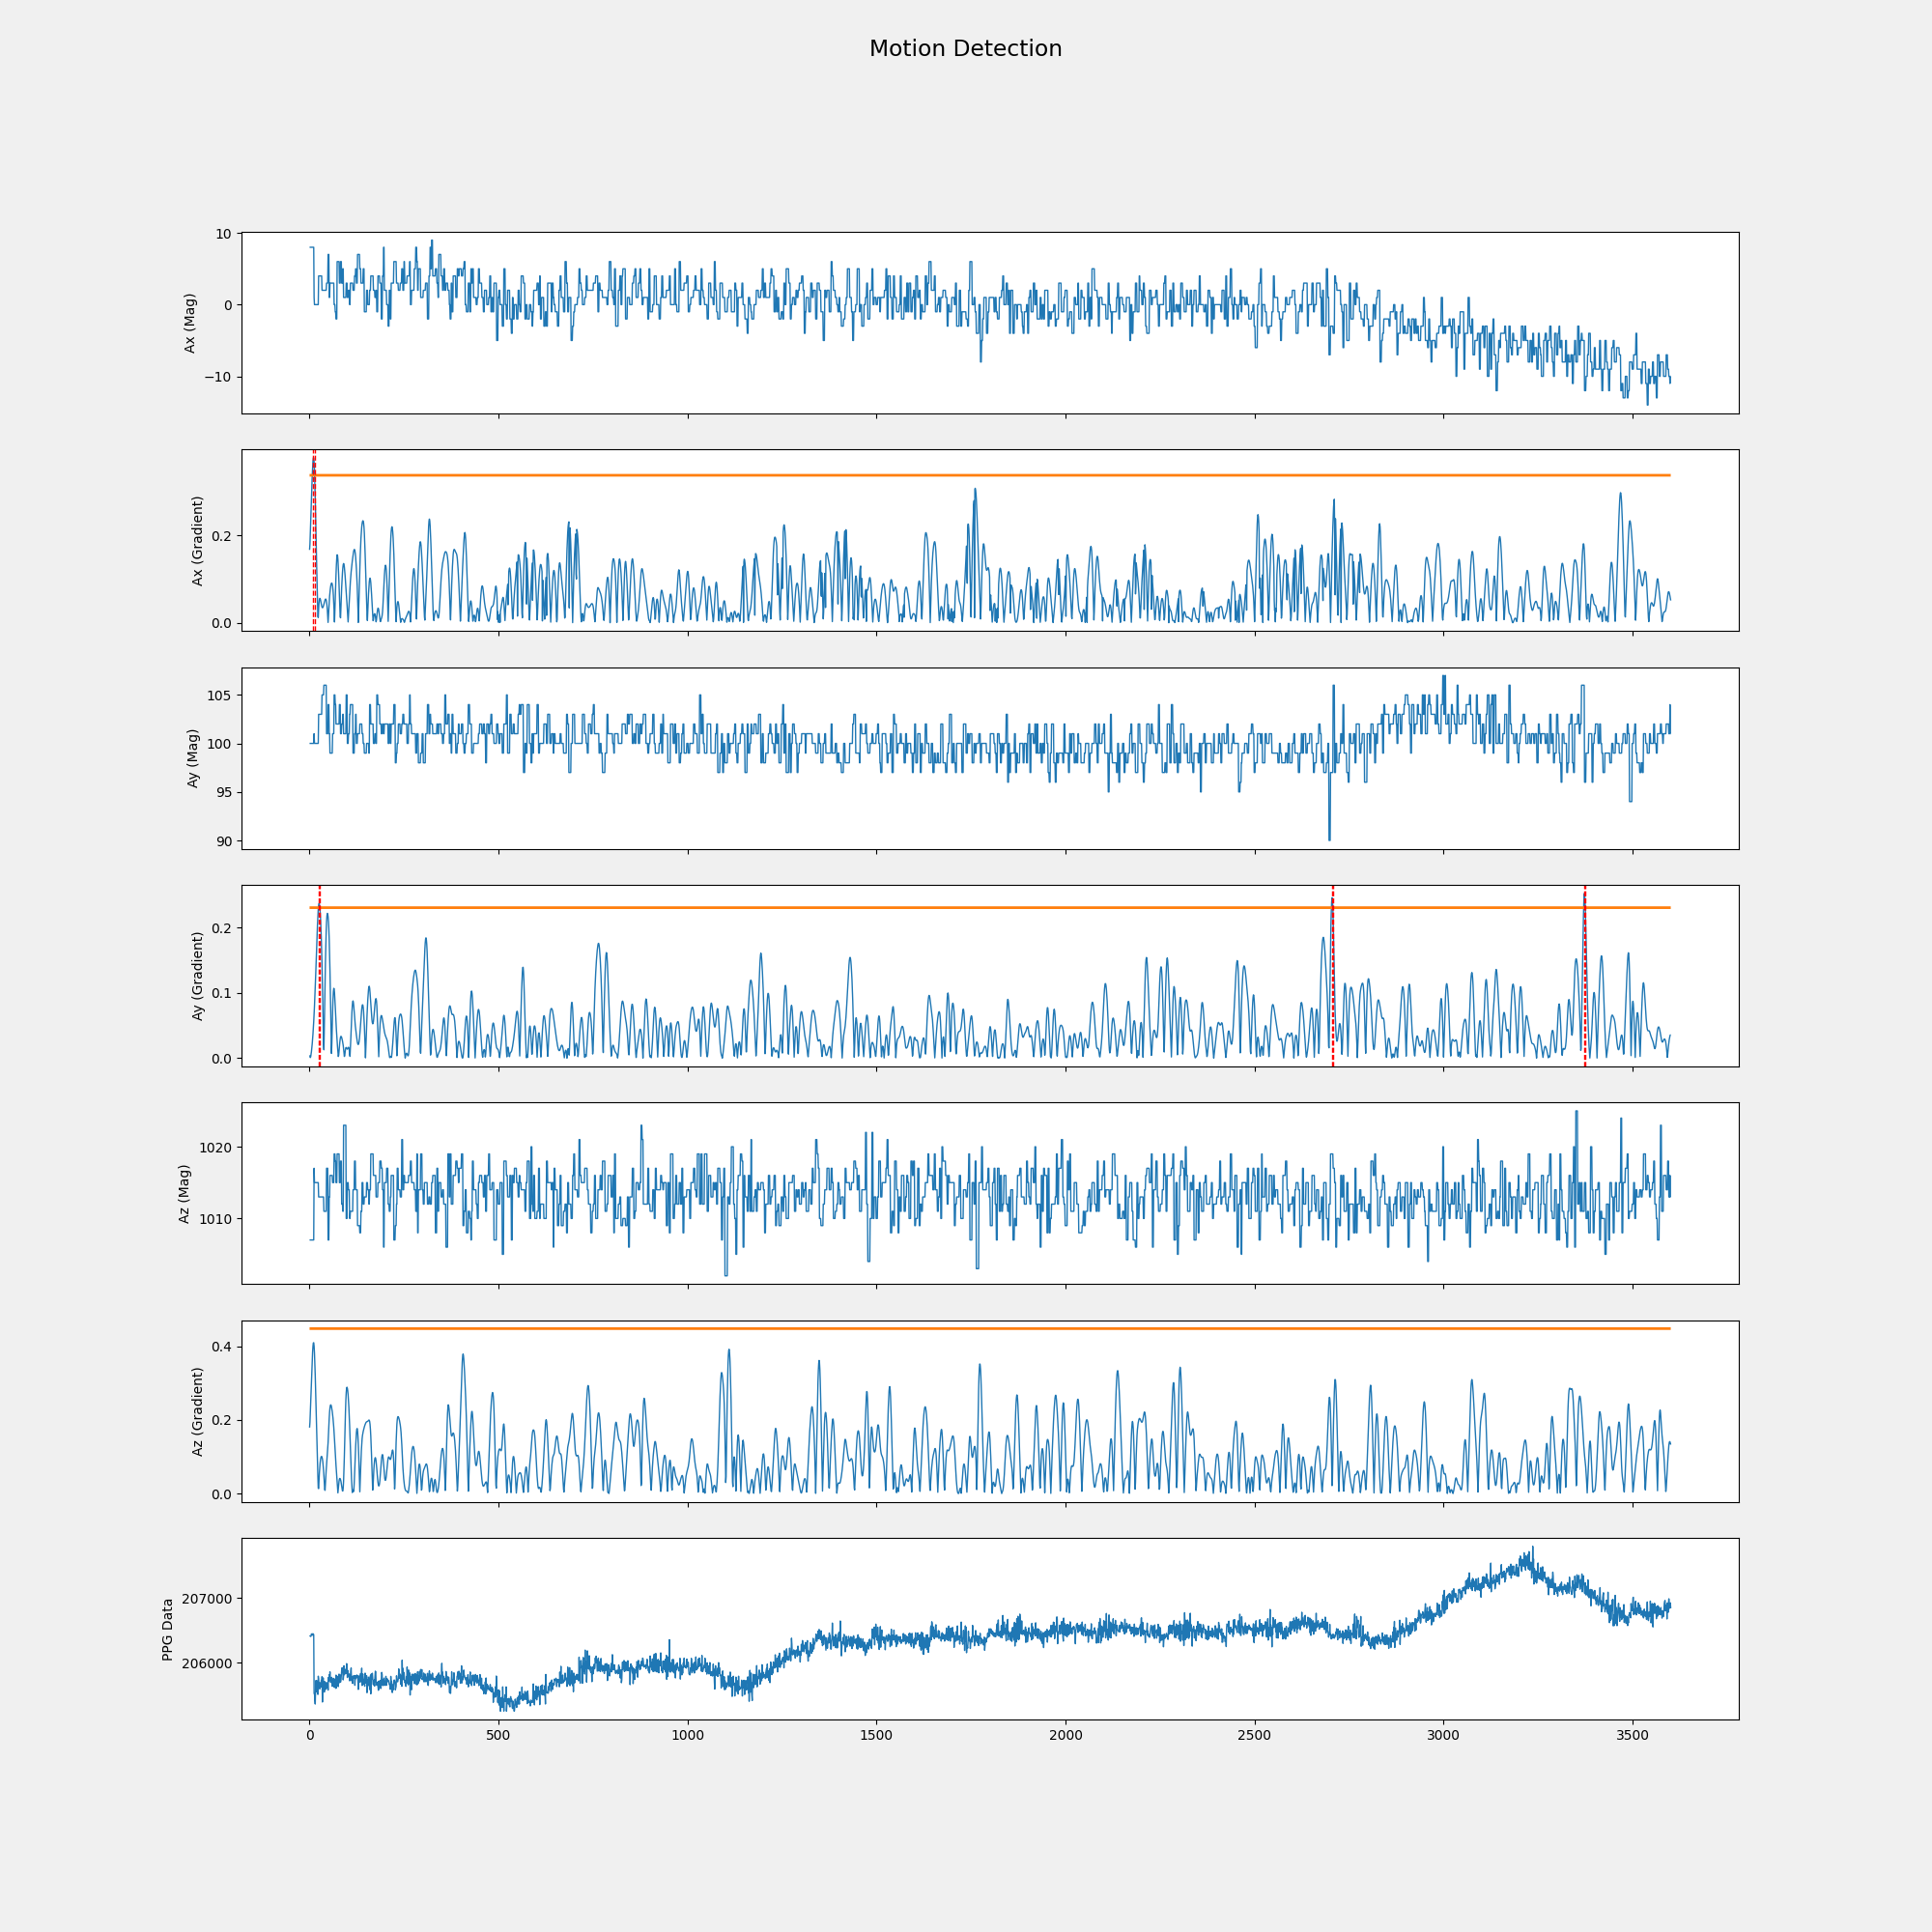 Motion Detection
10
0
−10
Ax (Mag)
0.2
0.0
Ax (Gradient)
105
100
95
90
Ay (Mag)
0.2
0.1
0.0
Ay (Gradient)
1020
1010
Az (Mag)
0.4
0.2
0.0
Az (Gradient)
207000
206000
PPG Data
0 500 1000 1500 2000 2500 3000 3500